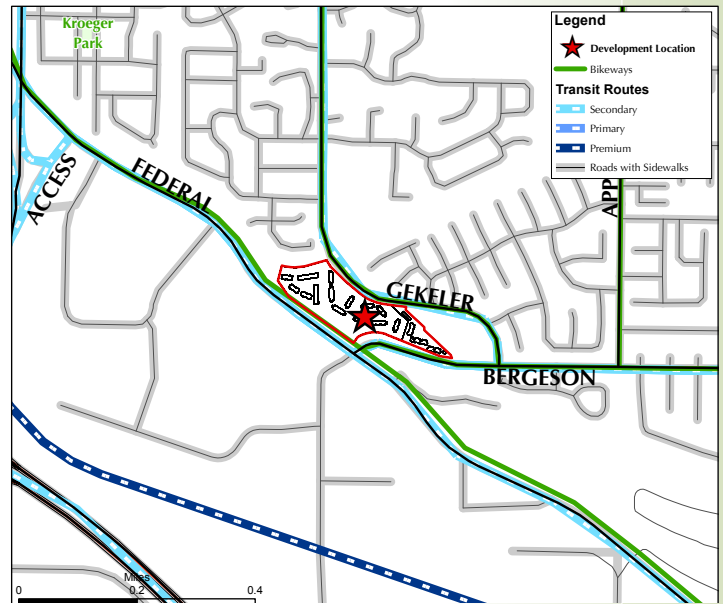 Kroeger
Park
Legend
Development Location
Bikeways
Transit Routes
Secondary
Primary
Premium
Roads with Sidewalks
ACCESS
FEDERAL
APP
GEKELER
BERGESON
Miles
0 0.2 0.4